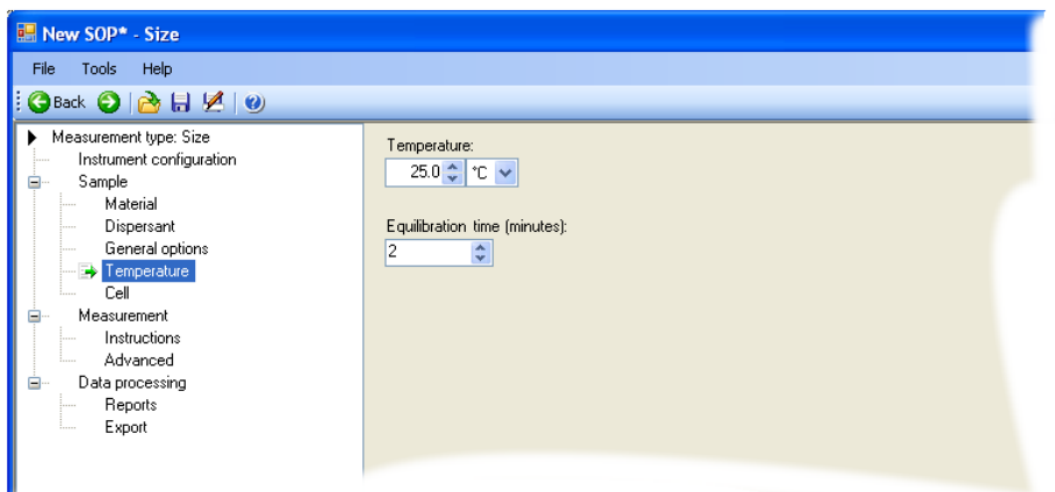 New SOP* - Size
File Tools Help
Back
Measurement type: Size
Instrument configuration
Sample
Material
Dispersant
General options
Temperature
Cell
Measurement
Instructions
Advanced
Data processing
Reports
Export
Temperature:
25.0 °C
Equilibration time (minutes):
2